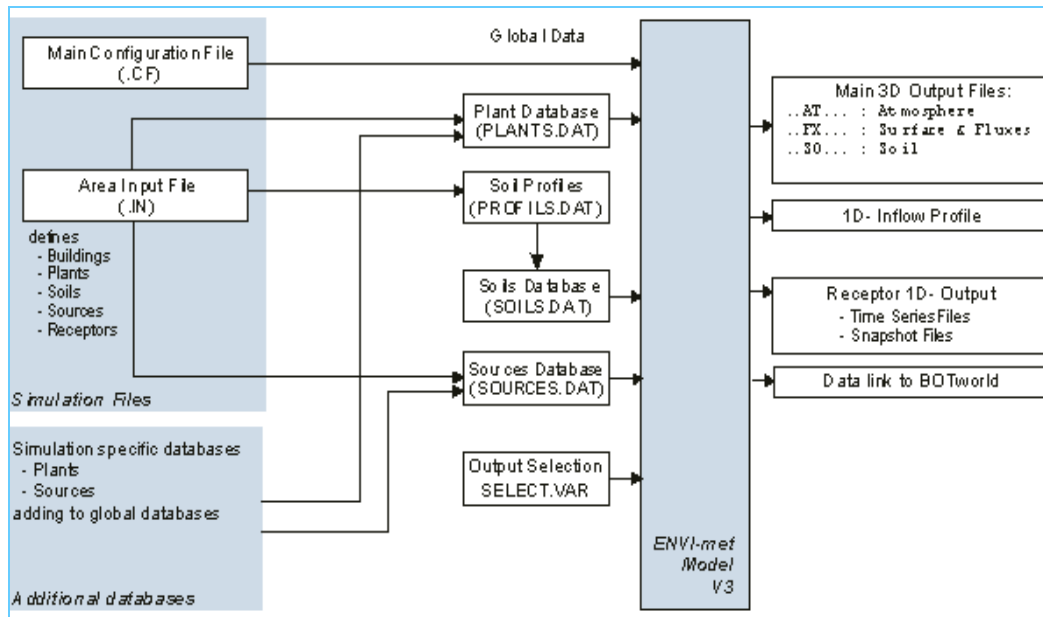 Main Configuration File
(.CF)
Global Data
Plant Database
(PLANTS.DAT)
Area Input File
(.IN)
defines
- Buildings
- Plants
- Soils
- Sources
- Receptors
Simulation Files
Soil Profiles
(PROFILS.DAT)
Soils Database
(SOILS.DAT)
Sources Database
(SOURCES.DAT)
Output Selection
SELECT.VAR
Simulation specific databases
- Plants
- Sources
adding to global databases
Additional databases
ENVI-met
Model
V3
Main 3D Output Files:
..AT... : Atmosphere
..FX... : Surface & Fluxes
..SO... : Soil
1D- Inflow Profile
Receptor 1D- Output
- Time Series Files
- Snapshot Files
Data link to BOTworld